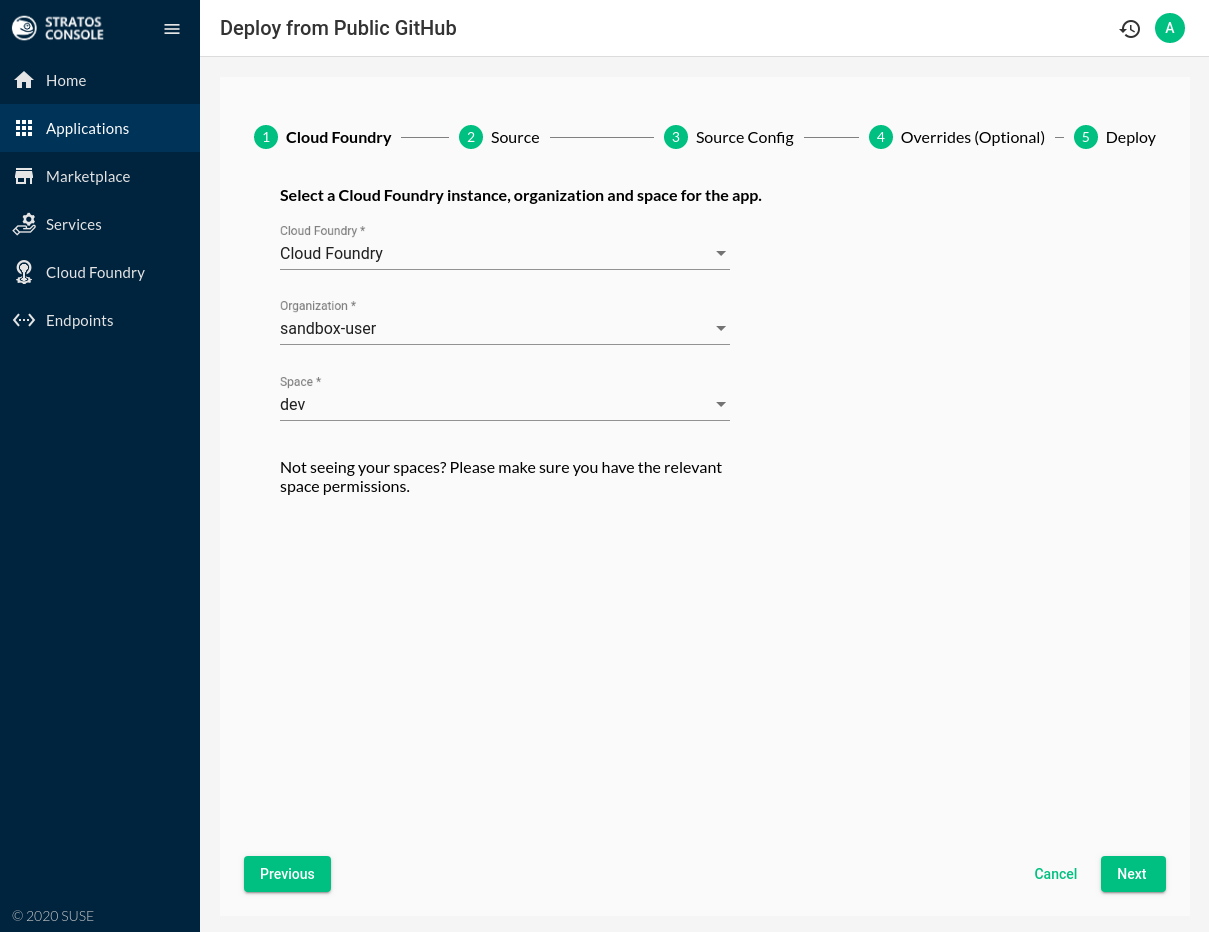 STRATOS
CONSOLE
Deploy from Public GitHub
A
Home
Applications
Marketplace
Services
Cloud Foundry
Endpoints
1 Cloud Foundry 2 Source 3 Source Config 4 Overrides (Optional) 5 Deploy
Select a Cloud Foundry instance, organization and space for the app.
Cloud Foundry *
Cloud Foundry
Organization *
sandbox-user
Space *
dev
Not seeing your spaces? Please make sure you have the relevant
space permissions.
Previous
Cancel
Next
© 2020 SUSE